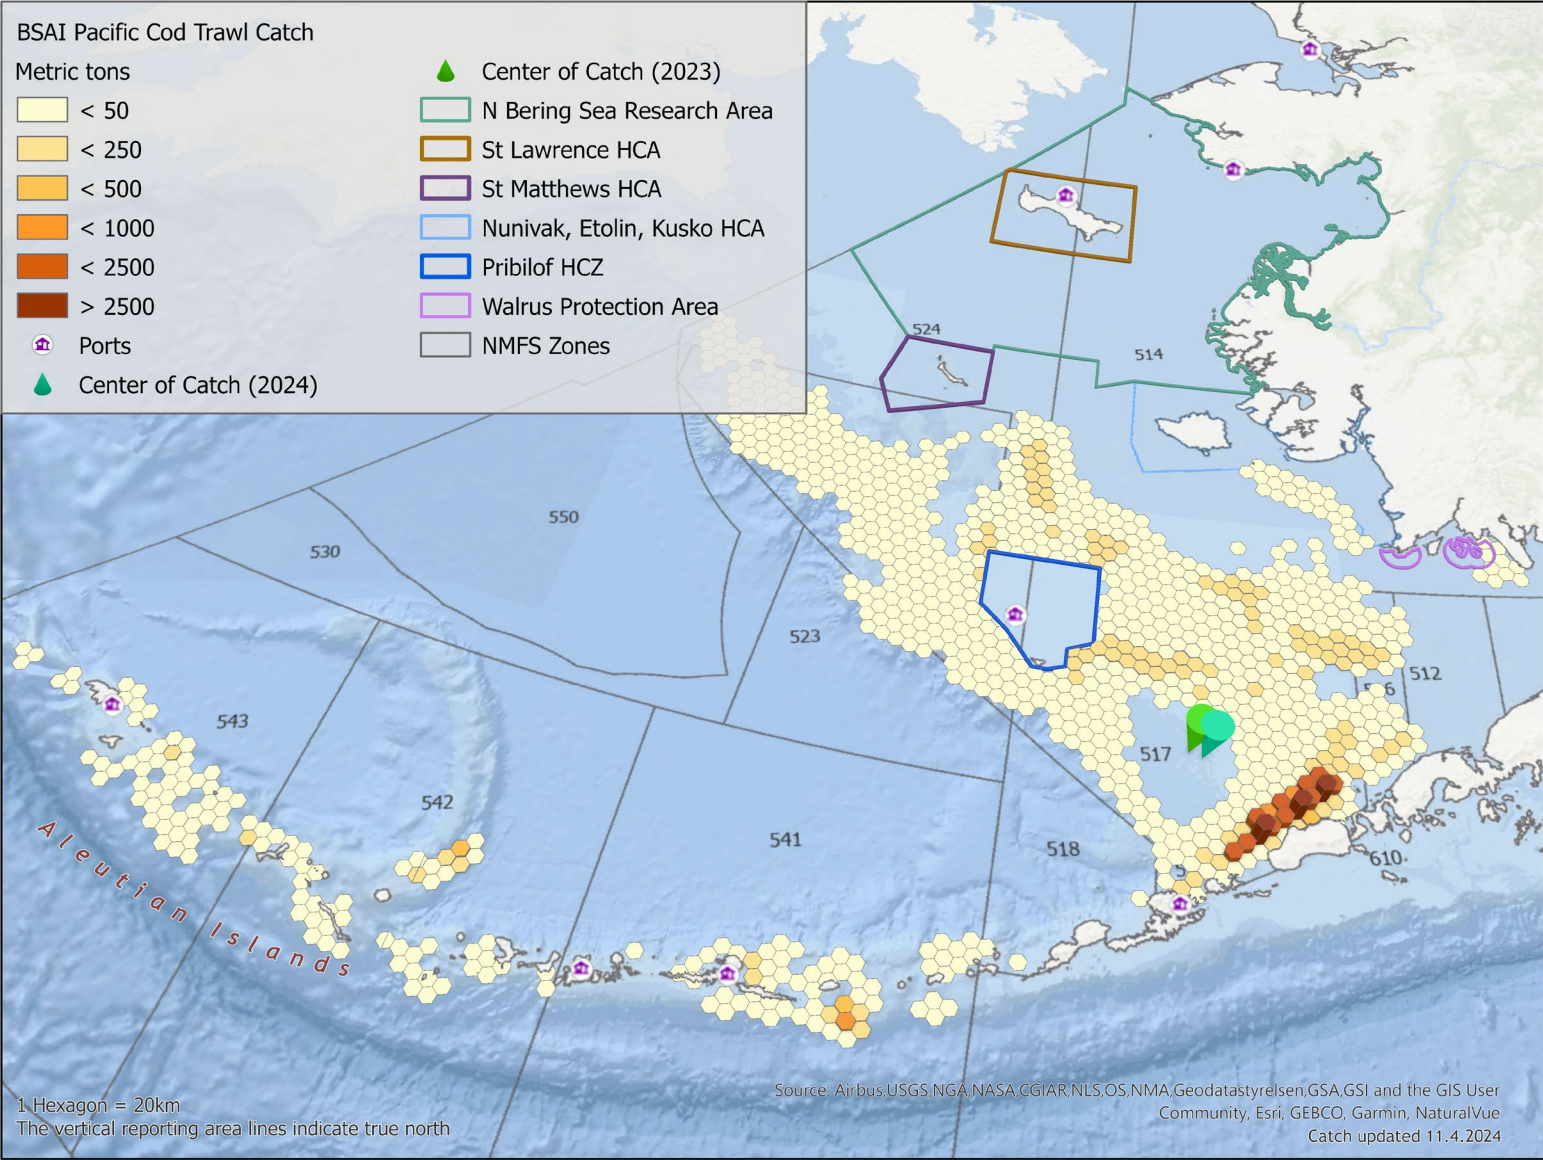 BSAI Pacific Cod Trawl Catch
Metric tons
< 50
< 250
< 500
< 1000
< 2500
> 2500
Ports
Center of Catch (2024)
Center of Catch (2023)
N Bering Sea Research Area
St Lawrence HCA
St Matthews HCA
Nunivak, Etolin, Kusko HCA
Pribilof HCZ
Walrus Protection Area
NMFS Zones
524
514
550
530
523
512
543
517
542
541
518
610
Aleutian Islands
1 Hexagon = 20km
The vertical reporting area lines indicate true north
Source: Airbus,USGS,NGA,NASA,CGIAR,NLS,OS,NMA,Geodatastyrelsen,GSA,GSI and the GIS User
Community, Esri, GEBCO, Garmin, NaturalVue
Catch updated 11.4.2024